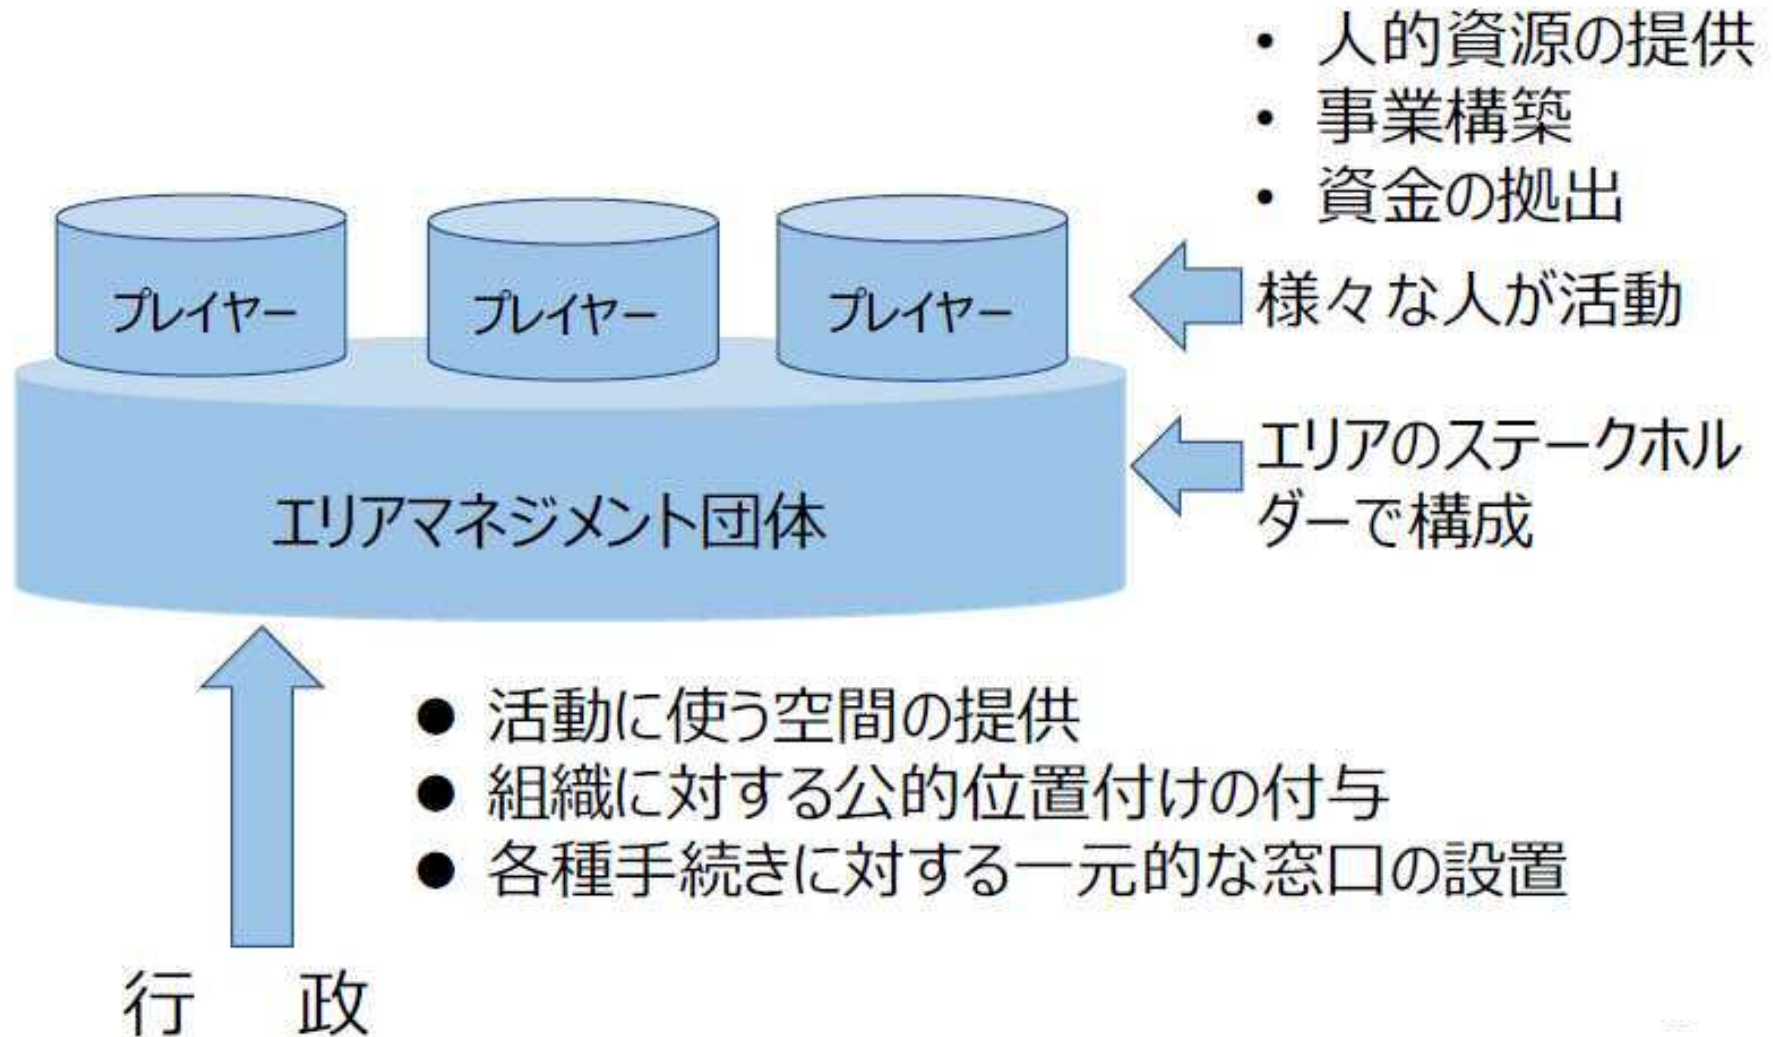 • 人的資源の提供
• 事業構築
• 資金の拠出
プレイヤー
プレイヤー
プレイヤー
様々な人が活動
エリアマネジメント団体
エリアのステークホル
ダーで構成
● 活動に使う空間の提供
● 組織に対する公的位置付けの付与
● 各種手続きに対する一元的な窓口の設置
行　政